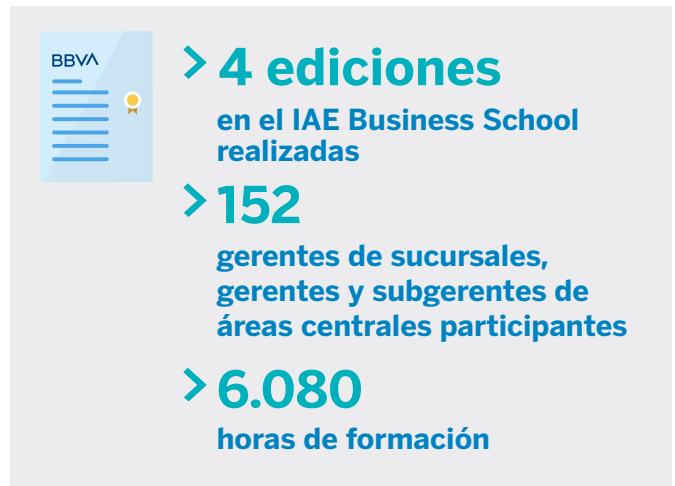 BBVA
> 4 ediciones
en el IAE Business School
realizadas
> 152
gerentes de sucursales,
gerentes y subgerentes de
áreas centrales participantes
> 6.080
horas de formación